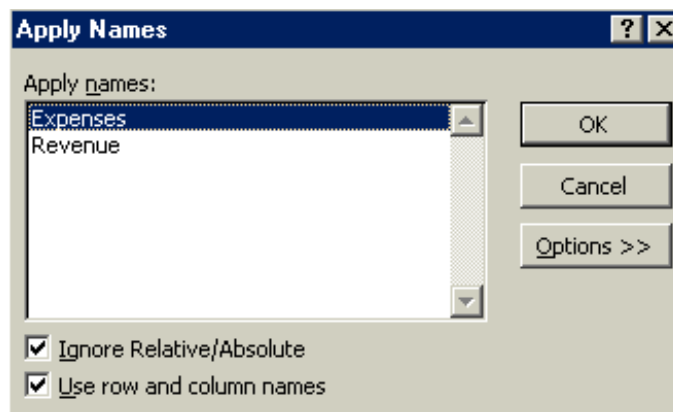 Apply Names
Apply names:
Expenses
Revenue
OK
Cancel
Options >>
Ignore Relative/Absolute
Use row and column names